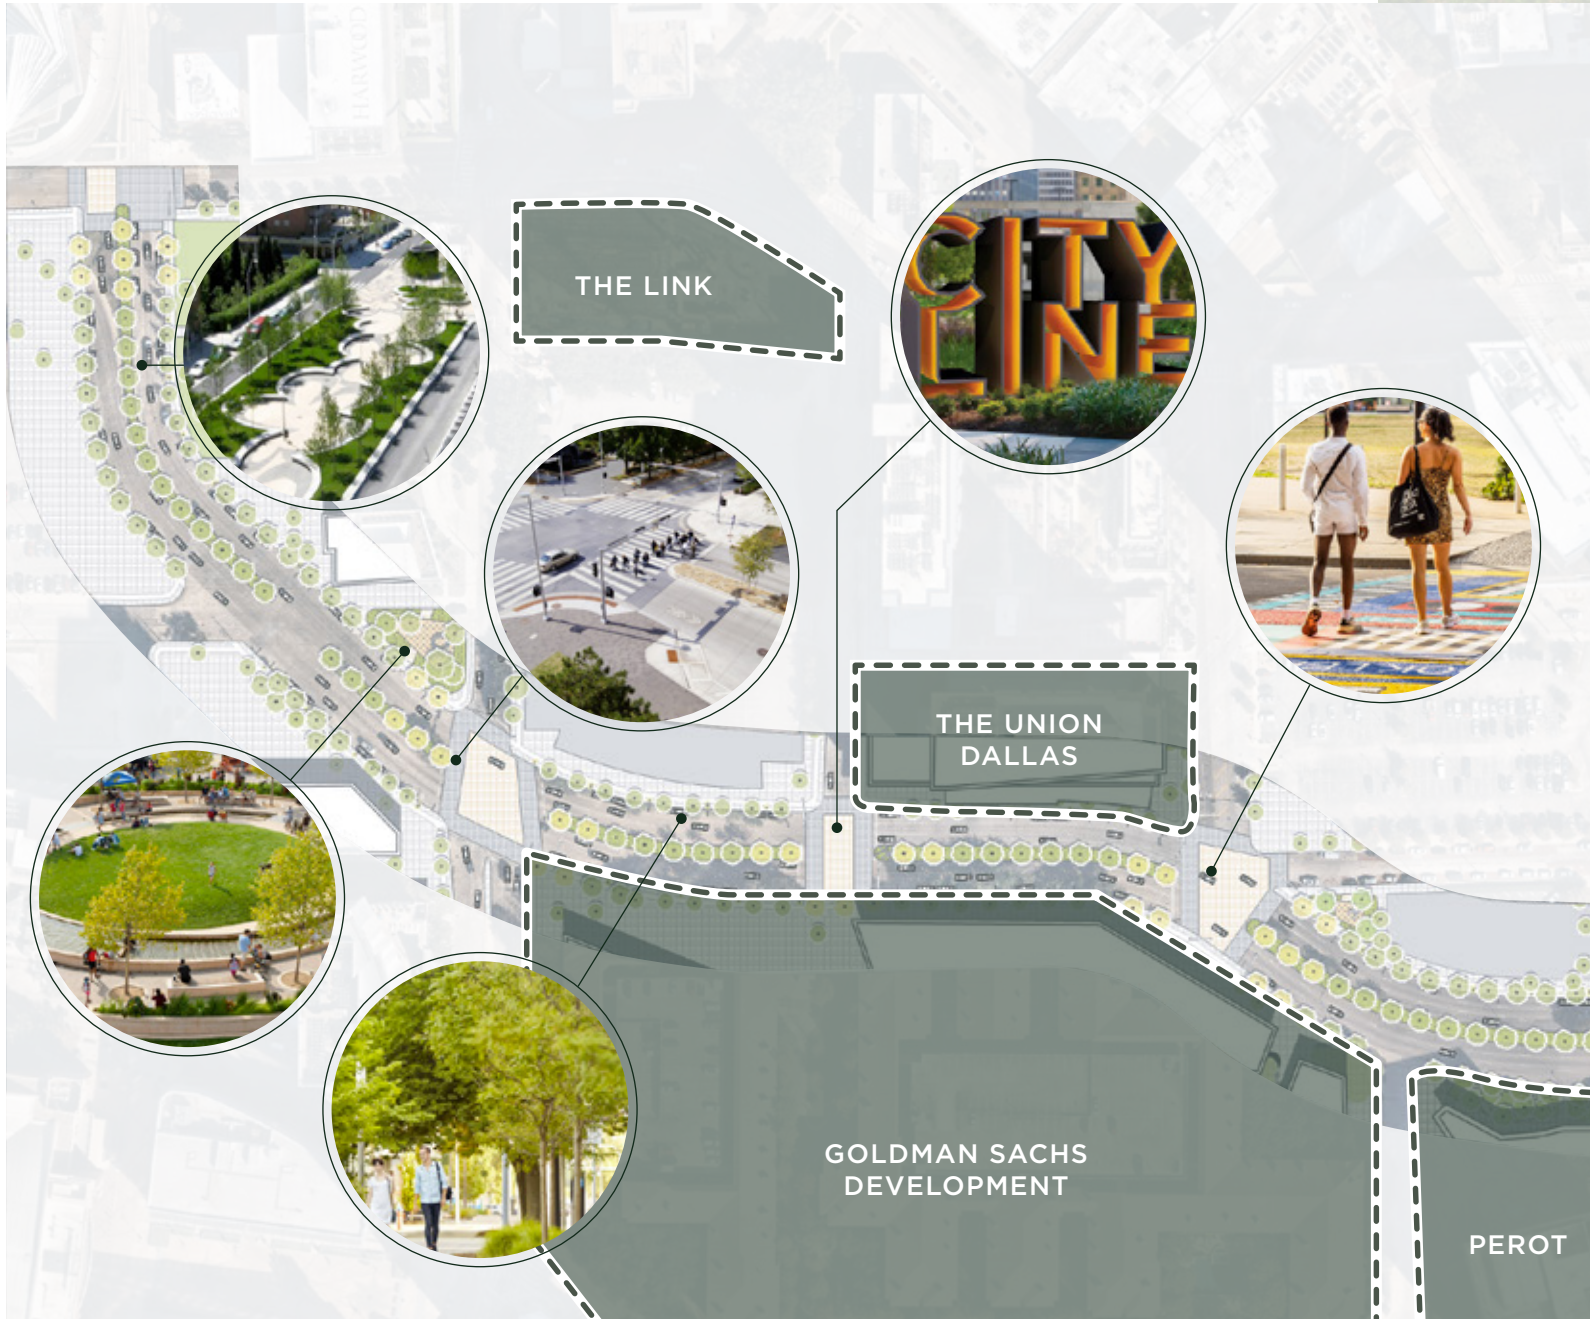 HARWOOD
THE LINK
CITY
LINE
THE UNION
DALLAS
GOLDMAN SACHS
DEVELOPMENT
PEROT